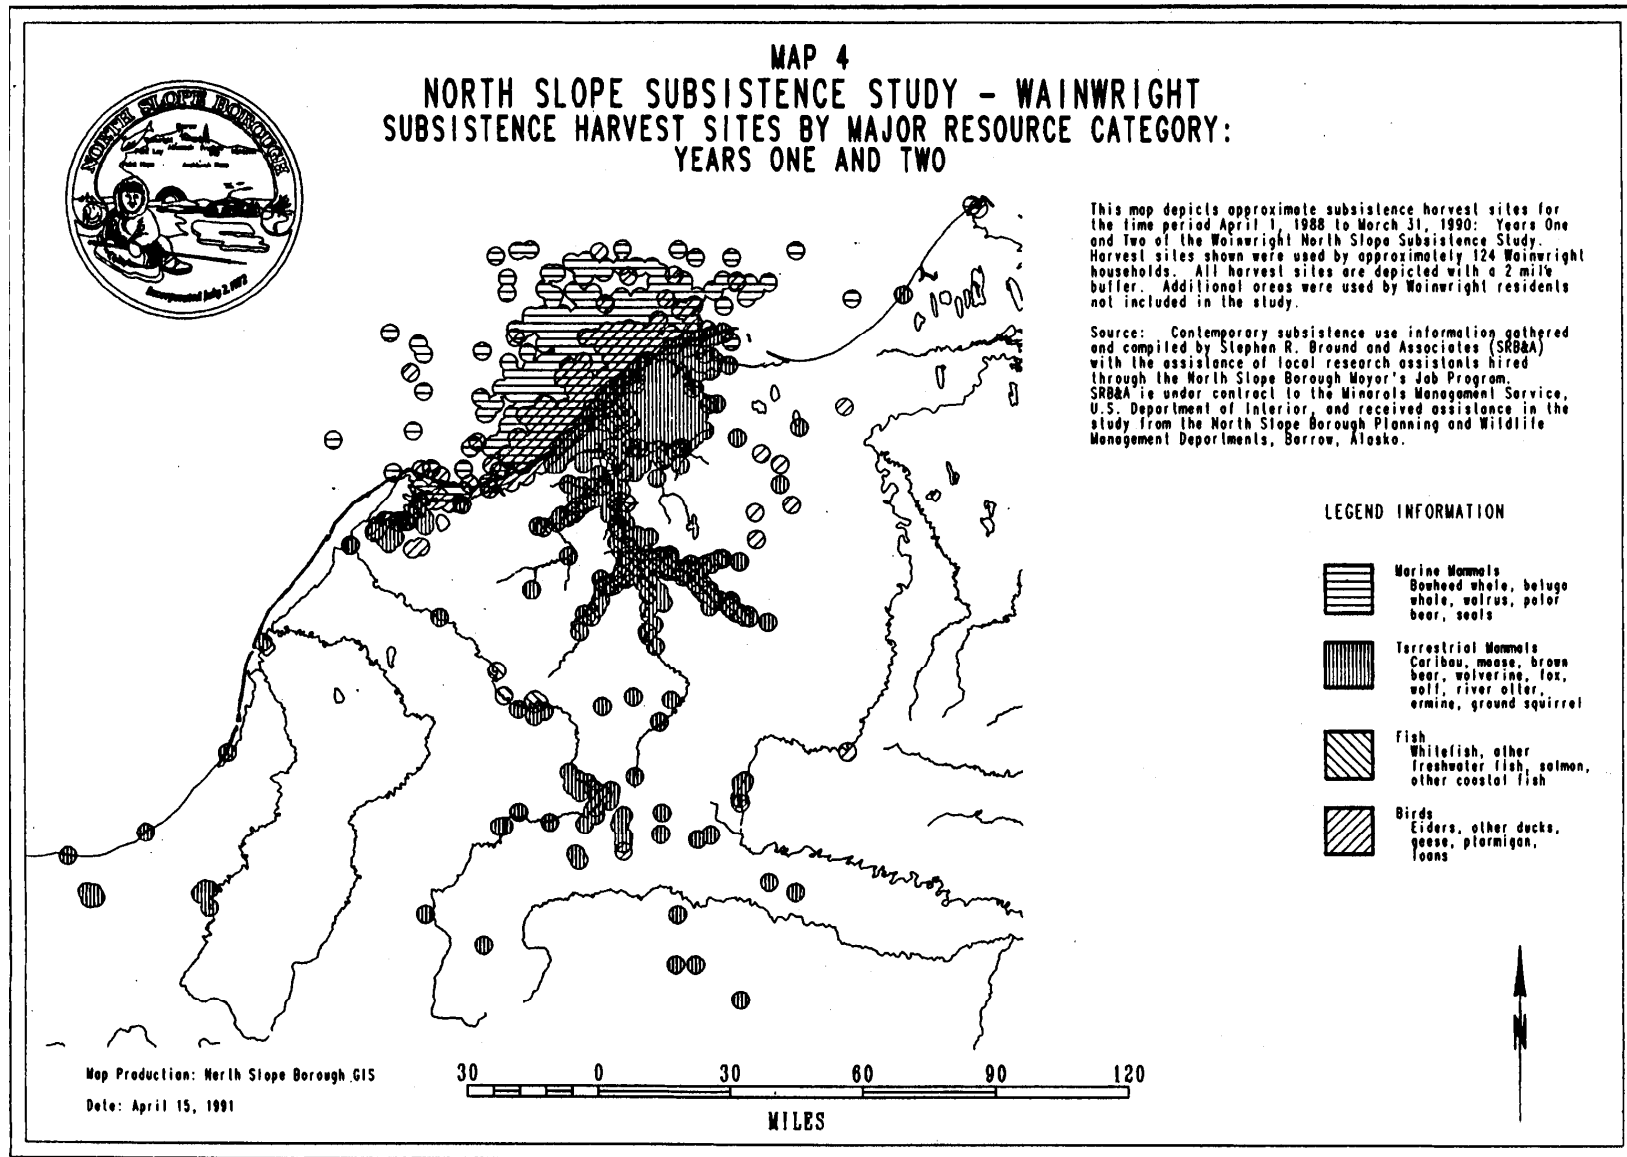 MAP 4
NORTH SLOPE SUBSISTENCE STUDY - WAINWRIGHT
SUBSISTENCE HARVEST SITES BY MAJOR RESOURCE CATEGORY:
YEARS ONE AND TWO
NORTH SLOPE BOROUGH
Incorporated July 2, 1972
This map depicts approximate subsistence harvest sites for
the time period April 1, 1988 to March 31, 1990: Years One
and Two of the Wainwright North Slope Subsistence Study.
Harvest sites shown were used by approximately 124 Wainwright
households. All harvest sites are depicted with a 2 mile
buffer. Additional areas were used by Wainwright residents
not included in the study.
Source: Contemporary subsistence use information gathered
and compiled by Stephen R. Braund and Associates (SRB&A)
with the assistance of local research assistants hired
through the North Slope Borough Mayor's Job Program.
SRB&A is under contract to the Minerals Management Service,
U.S. Department of Interior, and received assistance in the
study from the North Slope Borough Planning and Wildlife
Management Departments, Barrow, Alaska.
LEGEND INFORMATION
Marine Mammals
Bowhead whale, beluga
whale, walrus, polar
bear, seals
Terrestrial Mammals
Caribou, moose, brown
bear, wolverine, fox,
wolf, river otter,
ermine, ground squirrel
Fish
Whitefish, other
freshwater fish, salmon,
other coastal fish
Birds
Eiders, other ducks,
geese, ptarmigan,
loons
N
Map Production: North Slope Borough GIS
Date: April 15, 1991
30 0 30 60 90 120
MILES